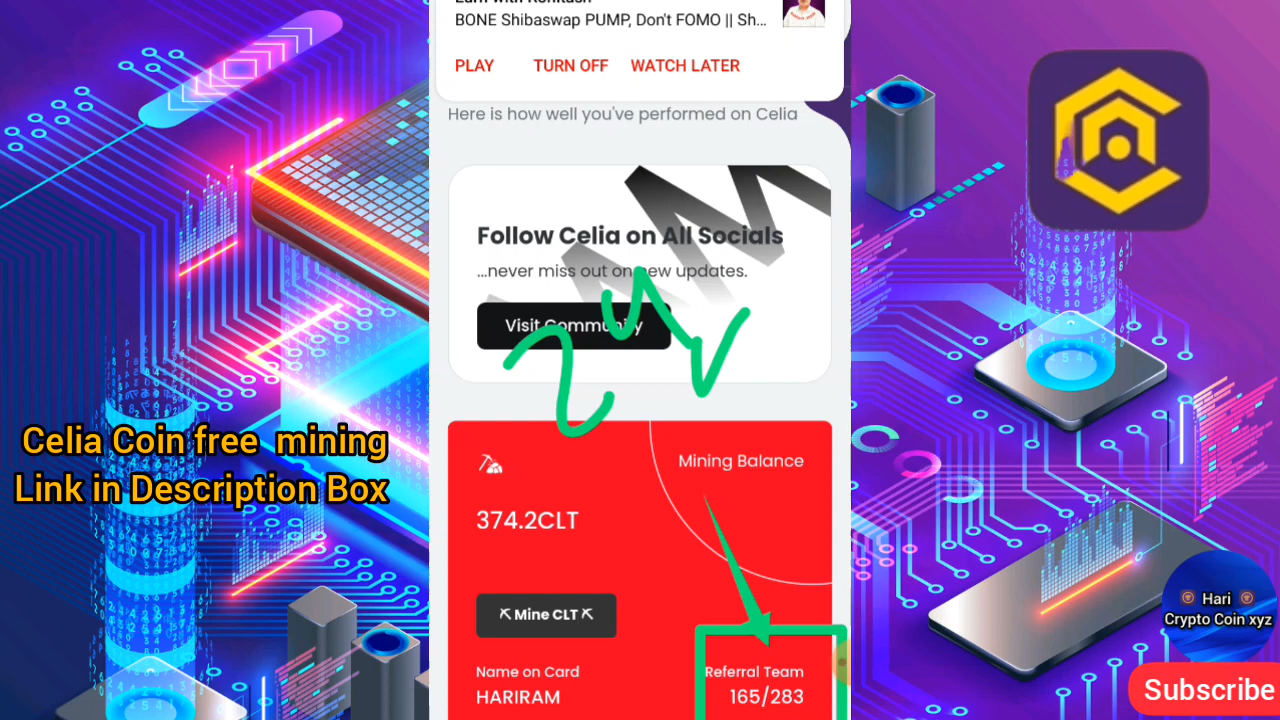 Earn with Ronkash
BONE Shibaswap PUMP, Don't FOMO || Sh...
PLAY TURN OFF WATCH LATER
Here is how well you've performed on Celia
Follow Celia on All Socials
...never miss out on new updates.
Visit Community
Mining Balance
374.2CLT
Mine CLT
Name on Card
HARIRAM
Referral Team
165/283
Celia Coin free mining
Link in Description Box
Hari
Crypto Coin xyz
Subscribe